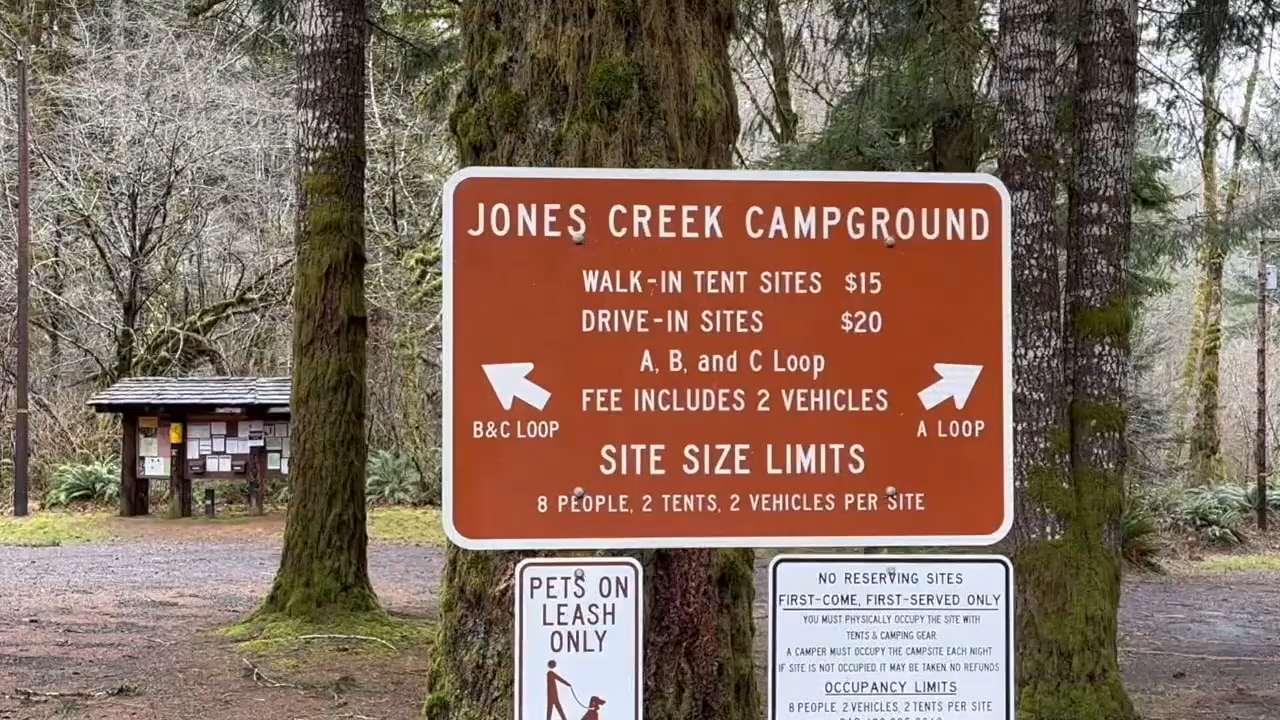 JONES CREEK CAMPGROUND
WALK-IN TENT SITES $15
DRIVE-IN SITES $20
A, B, and C Loop
FEE INCLUDES 2 VEHICLES
B&C LOOP
A LOOP
SITE SIZE LIMITS
8 PEOPLE, 2 TENTS, 2 VEHICLES PER SITE
PETS ON
LEASH
ONLY
NO RESERVING SITES
FIRST-COME, FIRST-SERVED ONLY
YOU MUST PHYSICALLY OCCUPY THE SITE WITH
TENTS & CAMPING GEAR
A CAMPER MUST OCCUPY THE CAMPSITE EACH NIGHT
IF SITE IS NOT OCCUPIED, IT MAY BE TAKEN NO REFUNDS
OCCUPANCY LIMITS
8 PEOPLE, 2 VEHICLES, 2 TENTS PER SITE